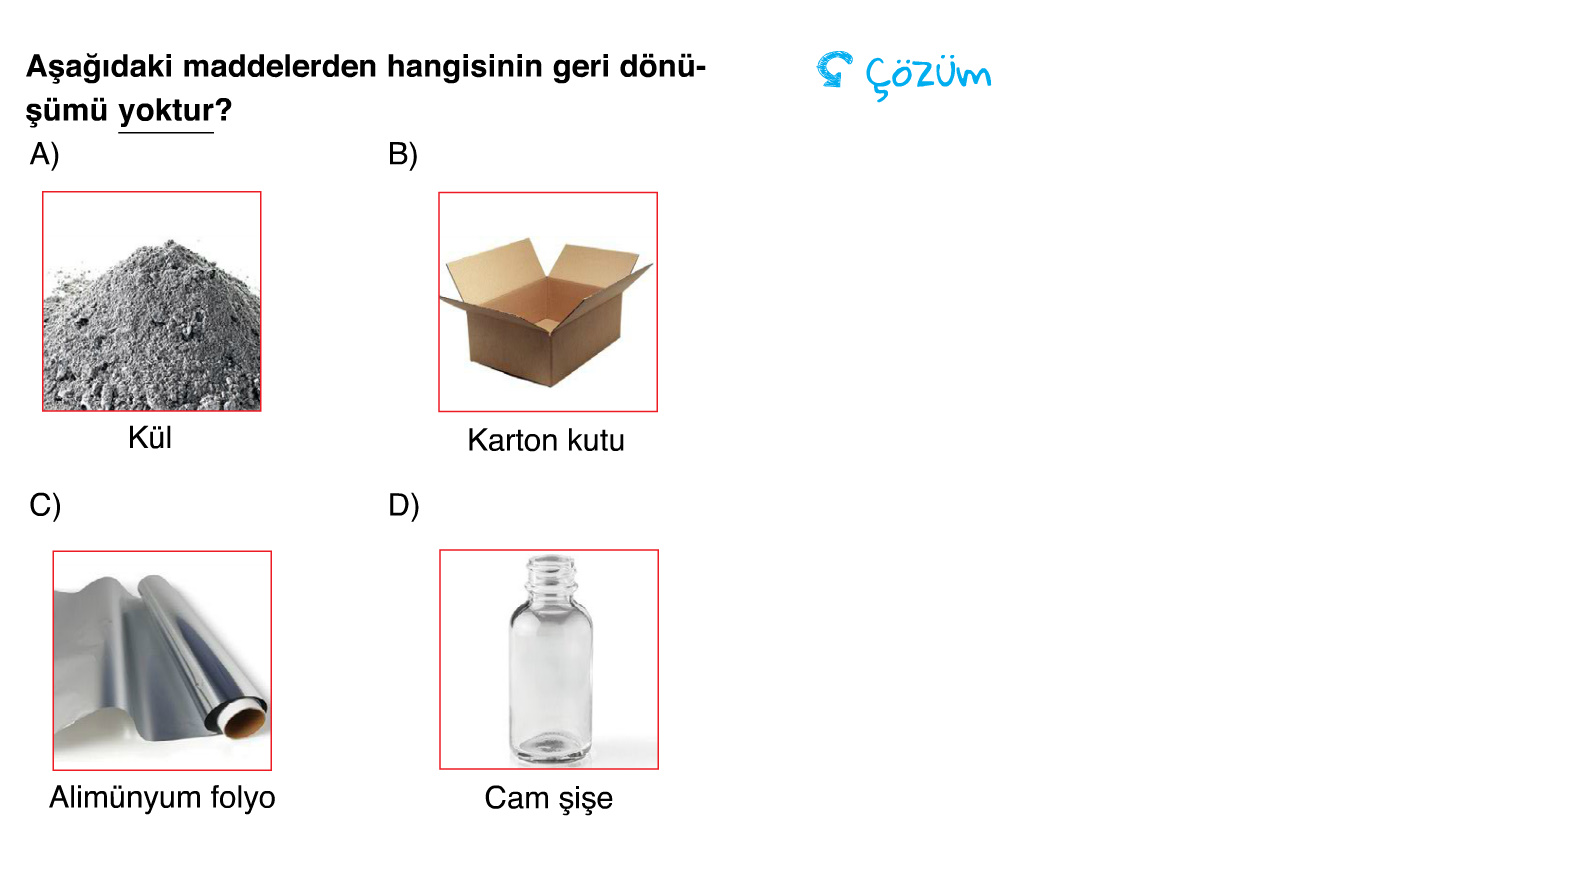 Aşağıdaki maddelerden hangisinin geri dönü-
şümü yoktur?
A)
B)
Kül
Karton kutu
C)
D)
Alimünyum folyo
Cam şişe
Çözüm